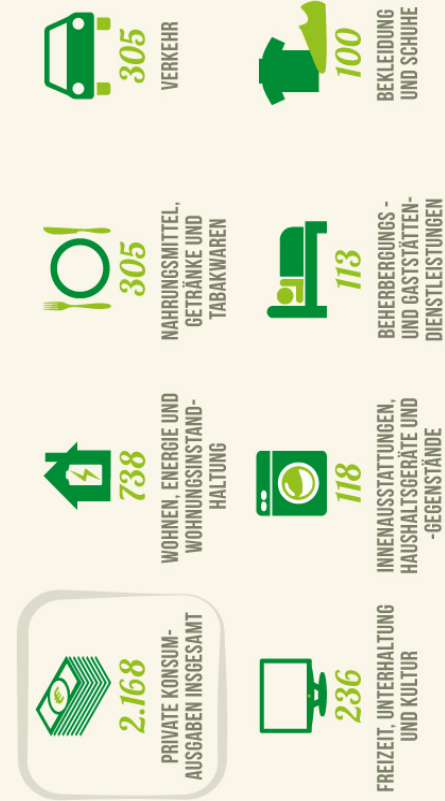 2.168
PRIVATE KONSUM-
AUSGABEN INSGESAMT
738
WOHNEN, ENERGIE UND
WOHNUNGSINSTAND-
HALTUNG
305
NAHRUNGSMITTEL,
GETRÄNKE UND
TABAKWAREN
305
VERKEHR
236
FREIZEIT, UNTERHALTUNG
UND KULTUR
118
INNENAUSSTATTUNGEN,
HAUSHALTSGERÄTE UND
-GEGENSTÄNDE
113
BEHERBERGUNGS -
UND GASTSTÄTTEN-
DIENSTLEISTUNGEN
100
BEKLEIDUNG
UND SCHUHE